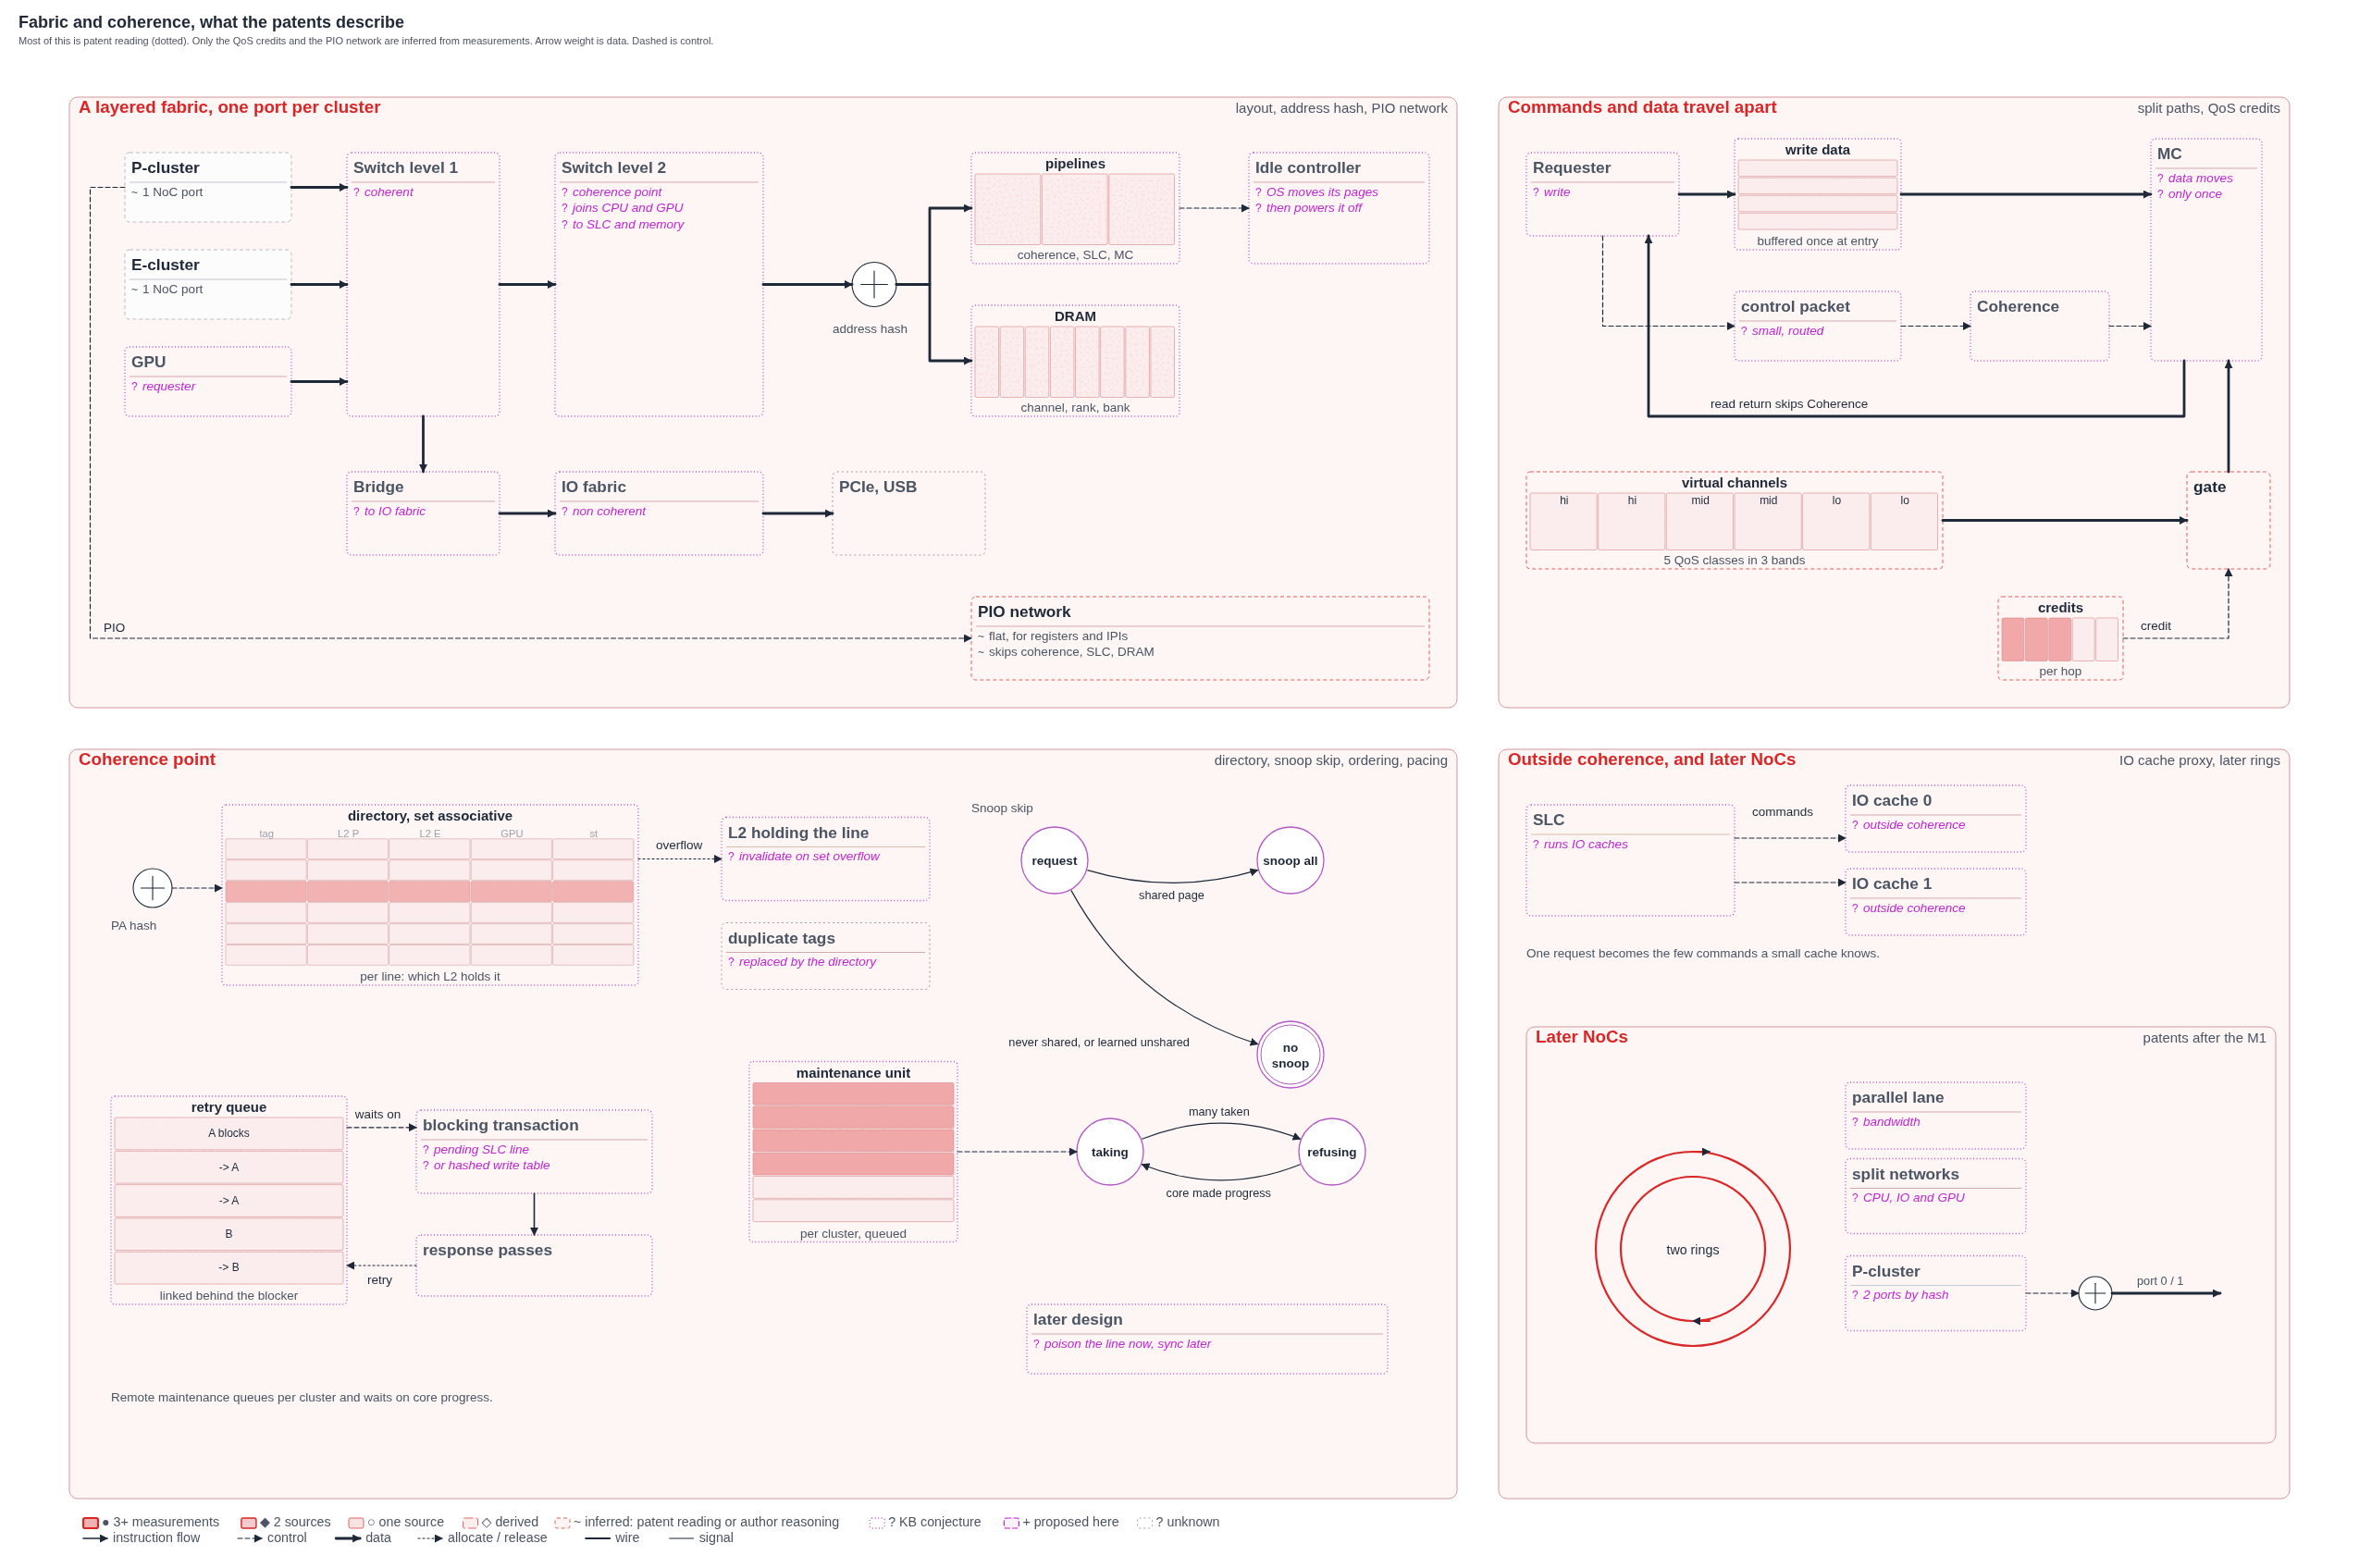 Fabric and coherence, what the patents describe
Most of this is patent reading (dotted). Only the QoS credits and the PIO network are inferred from measurements. Arrow weight is data. Dashed is control.
A layered fabric, one port per cluster
layout, address hash, PIO network
P-cluster
~ 1 NoC port
E-cluster
~ 1 NoC port
GPU
? requester
Switch level 1
? coherent
Switch level 2
? coherence point
? joins CPU and GPU
? to SLC and memory
address hash
pipelines
coherence, SLC, MC
Idle controller
? OS moves its pages
? then powers it off
DRAM
channel, rank, bank
Bridge
? to IO fabric
IO fabric
? non coherent
PCIe, USB
PIO
PIO network
~ flat, for registers and IPIs
~ skips coherence, SLC, DRAM
Commands and data travel apart
split paths, QoS credits
Requester
? write
write data
buffered once at entry
MC
? data moves
? only once
control packet
? small, routed
Coherence
read return skips Coherence
virtual channels
hi hi mid mid lo lo
5 QoS classes in 3 bands
gate
credits
per hop
credit
Coherence point
directory, snoop skip, ordering, pacing
PA hash
directory, set associative
tag L2 P L2 E GPU st
per line: which L2 holds it
overflow
L2 holding the line
? invalidate on set overflow
duplicate tags
? replaced by the directory
Snoop skip
request
snoop all
shared page
never shared, or learned unshared
no
snoop
retry queue
A blocks
-> A
-> A
B
-> B
linked behind the blocker
waits on
blocking transaction
? pending SLC line
? or hashed write table
response passes
retry
maintenance unit
per cluster, queued
taking
many taken
refusing
core made progress
later design
? poison the line now, sync later
Remote maintenance queues per cluster and waits on core progress.
Outside coherence, and later NoCs
IO cache proxy, later rings
SLC
? runs IO caches
commands
IO cache 0
? outside coherence
IO cache 1
? outside coherence
One request becomes the few commands a small cache knows.
Later NoCs
patents after the M1
two rings
parallel lane
? bandwidth
split networks
? CPU, IO and GPU
P-cluster
? 2 ports by hash
port 0 / 1
● 3+ measurements ◆ 2 sources ○ one source ◇ derived ~ inferred: patent reading or author reasoning ? KB conjecture + proposed here ? unknown
instruction flow control data allocate / release wire signal